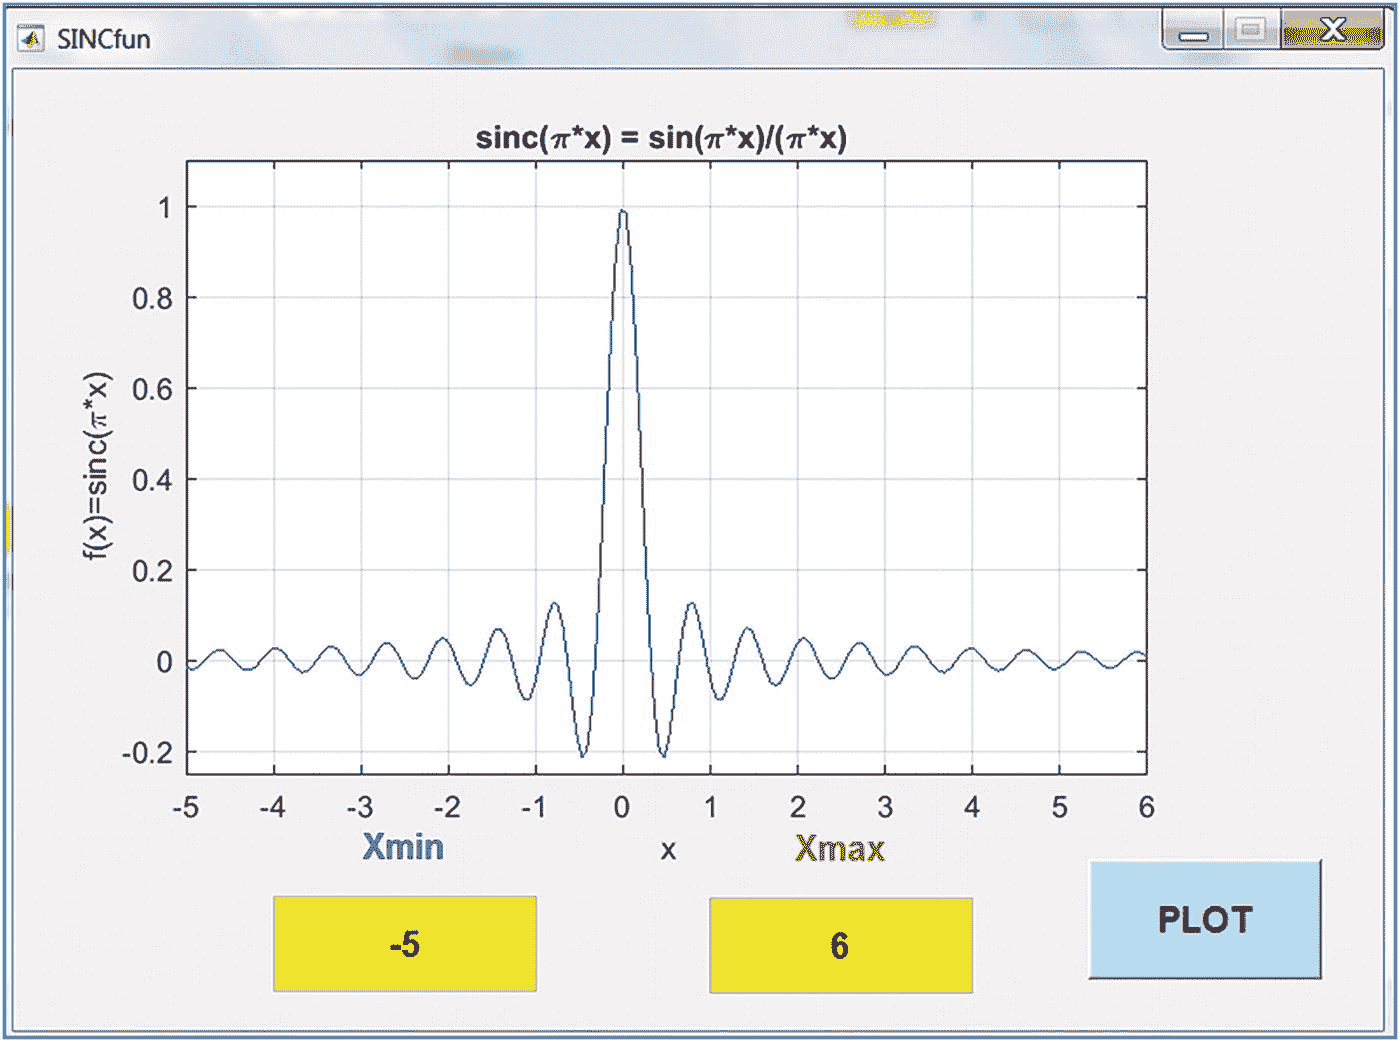 SINCfun
sinc(π*x) = sin(π*x)/(π*x)
f(x)=sinc(π*x)
1
0.8
0.6
0.4
0.2
0
-0.2
-5 -4 -3 -2 -1 0 1 2 3 4 5 6
Xmin x Xmax
-5 6
PLOT